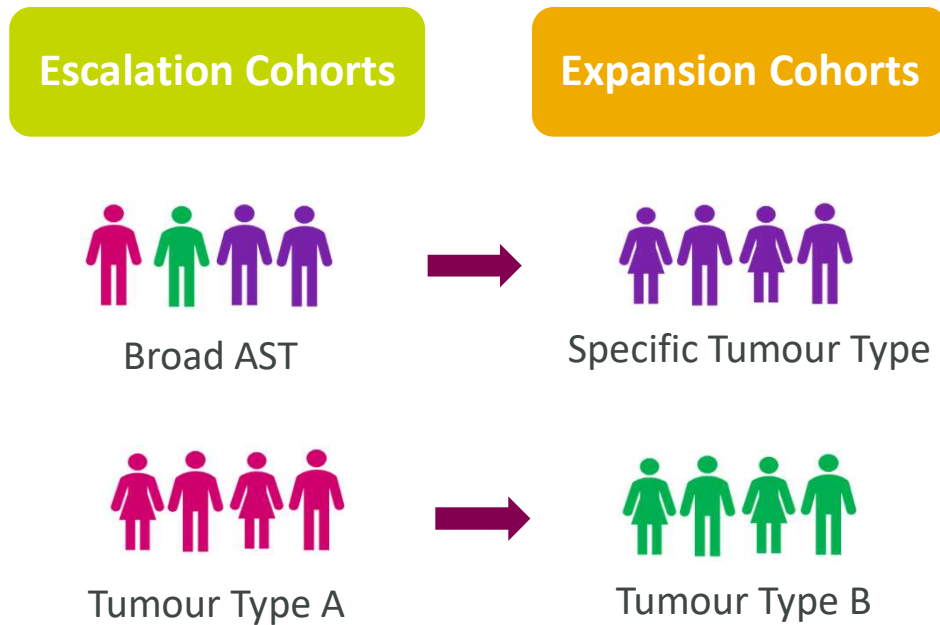 Escalation Cohorts
Expansion Cohorts
Broad AST
Specific Tumour Type
Tumour Type A
Tumour Type B